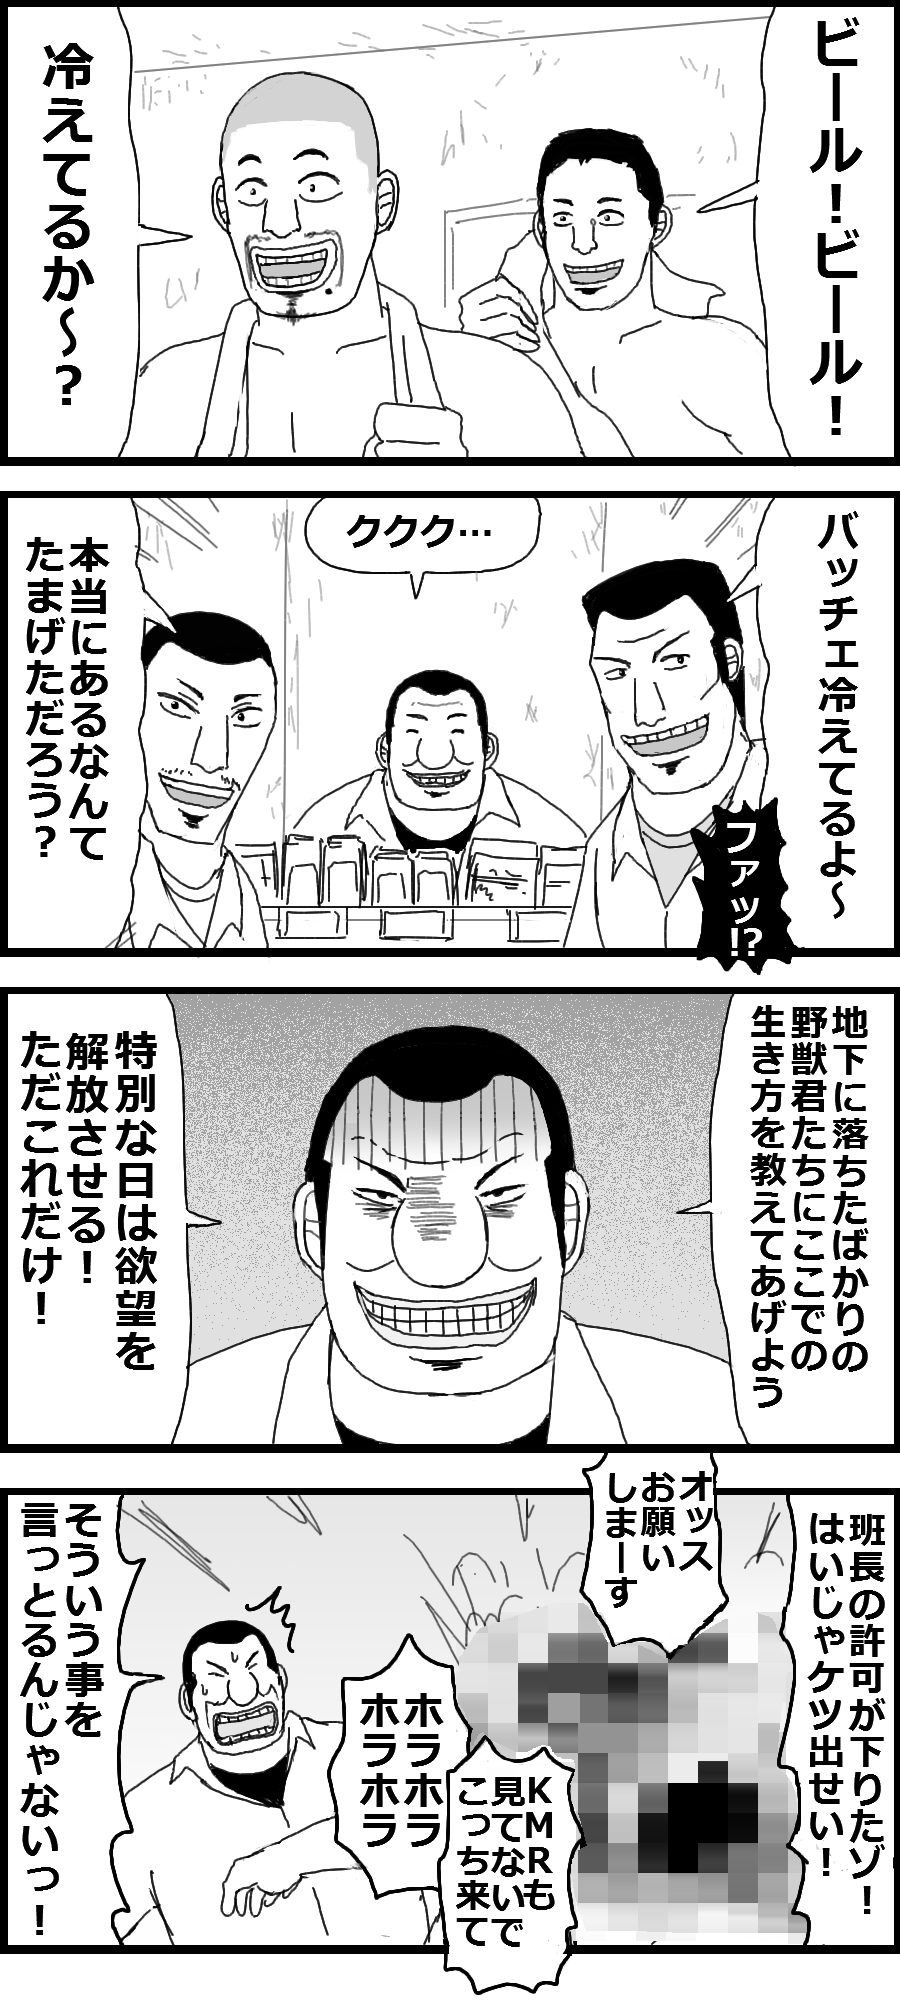 ビール！ビール！
冷えてるか～？
バッチェ冷えてるよ～
ファッ!?
ククク…
本当にあるなんて
たまげただろう？
地下に落ちたばかりの
野獣君たちにここでの
生き方を教えてあげよう
特別な日は欲望を
解放させる！
ただこれだけ！
班長の許可が下りたゾ！
はいじゃケツ出せい！
オッス
お願い
しまーす
KMRも
見てないで
こっち来て
ホラホラ
ホラホラ
そういう事を
言っとるんじゃないっ！